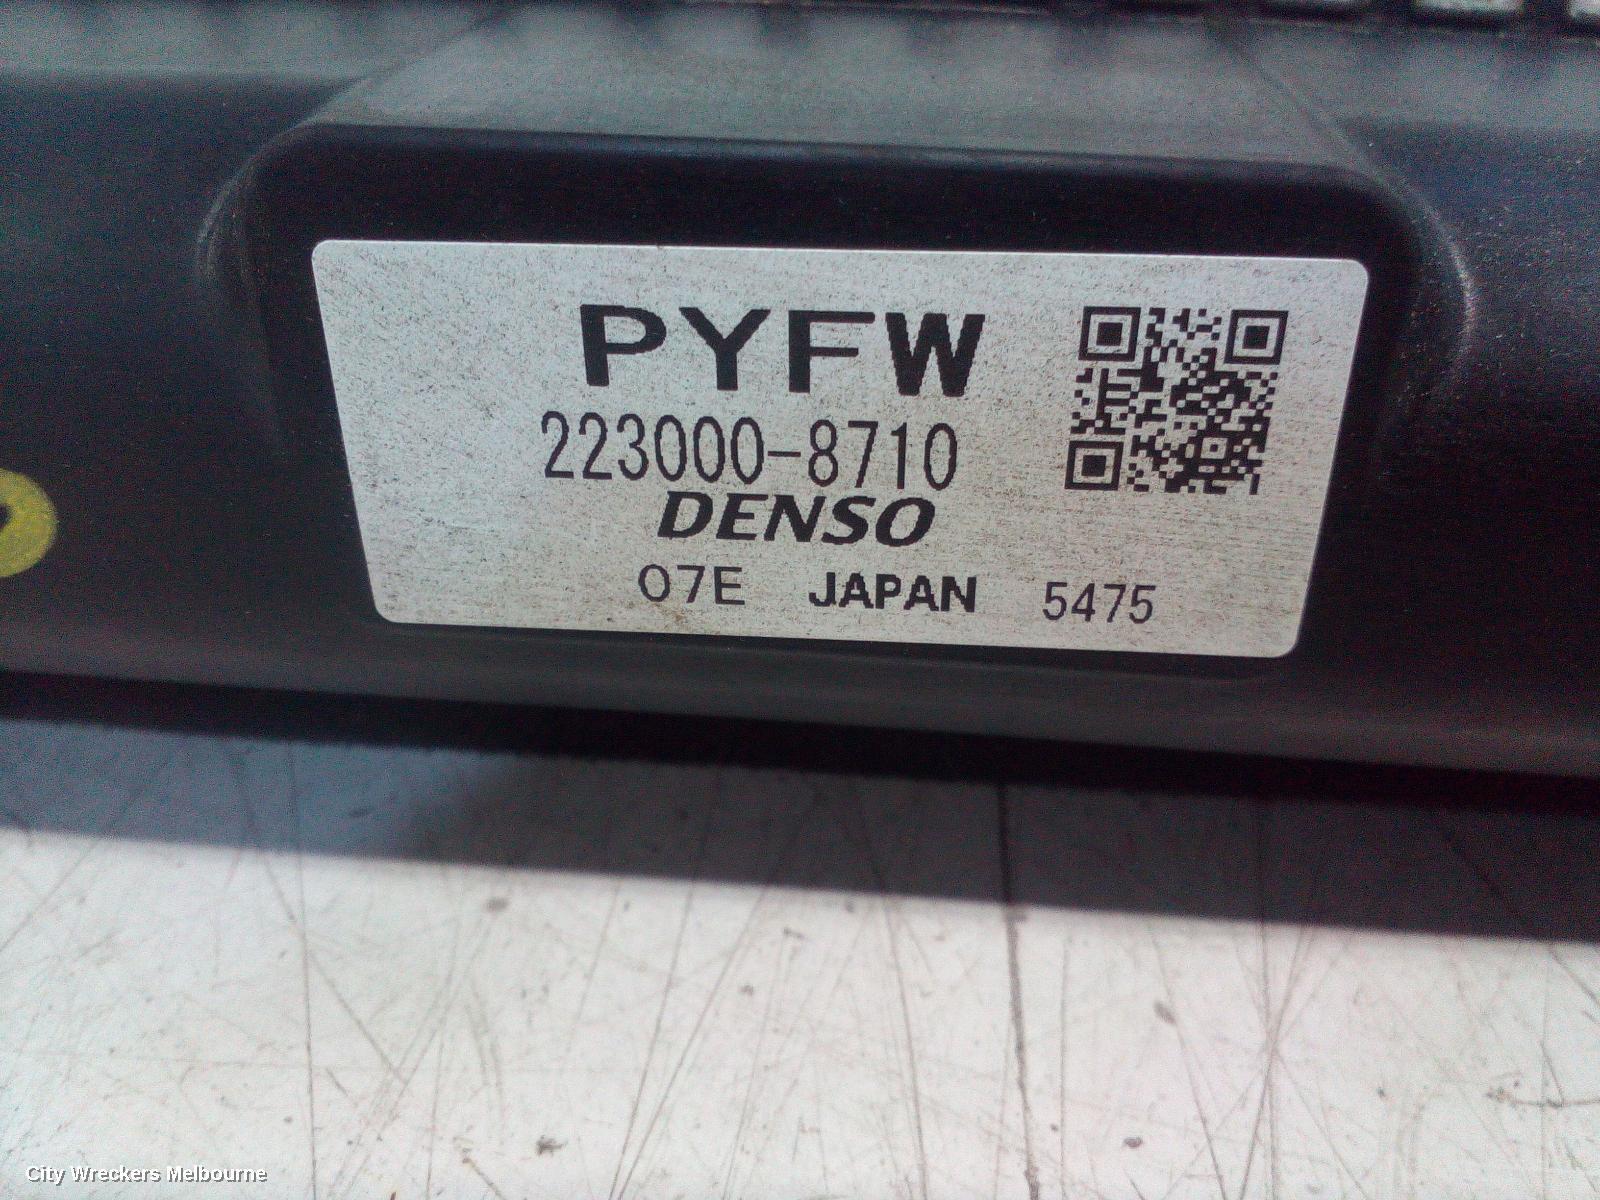 PYFW
223000-8710
DENSO
07E JAPAN 5475
City Wreckers Melbourne